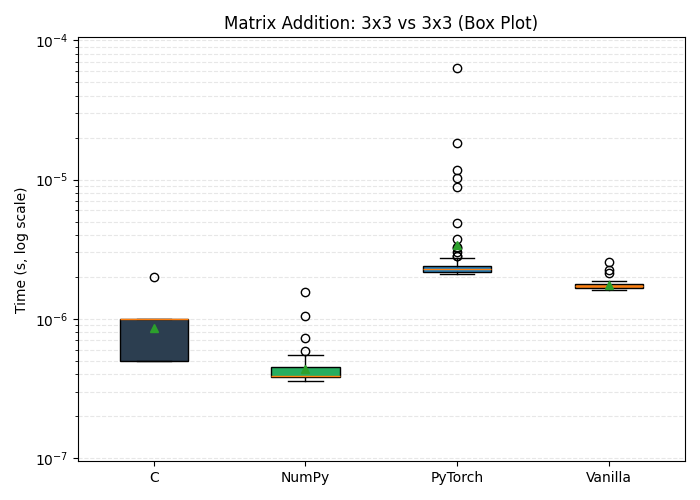 Matrix Addition: 3x3 vs 3x3 (Box Plot)
Time (s, log scale)
10⁻⁴
10⁻⁵
10⁻⁶
10⁻⁷
C NumPy PyTorch Vanilla